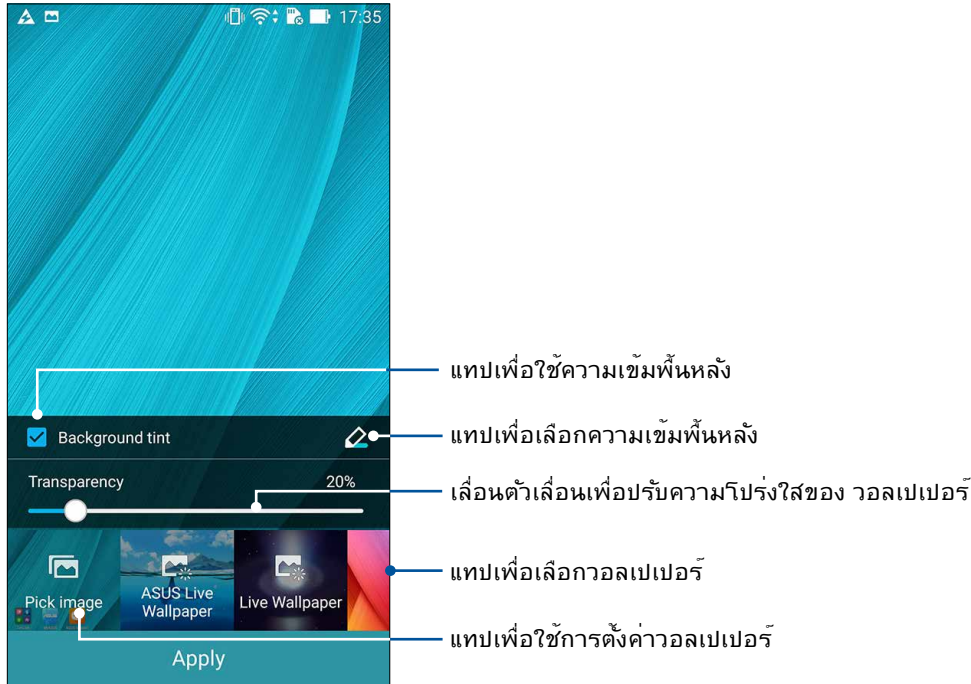 17:35
แทปเพื่อใช้ความเข้มพื้นหลัง
Background tint
แทปเพื่อเลือกความเข้มพื้นหลัง
Transparency 20%
เลื่อนตัวเลื่อนเพื่อปรับความโปร่งใสของ วอลเปเปอร์
Pick image
ASUS Live
Wallpaper
Live Wallpaper
แทปเพื่อเลือกวอลเปเปอร์
แทปเพื่อใช้การตั้งค่าวอลเปเปอร์
Apply